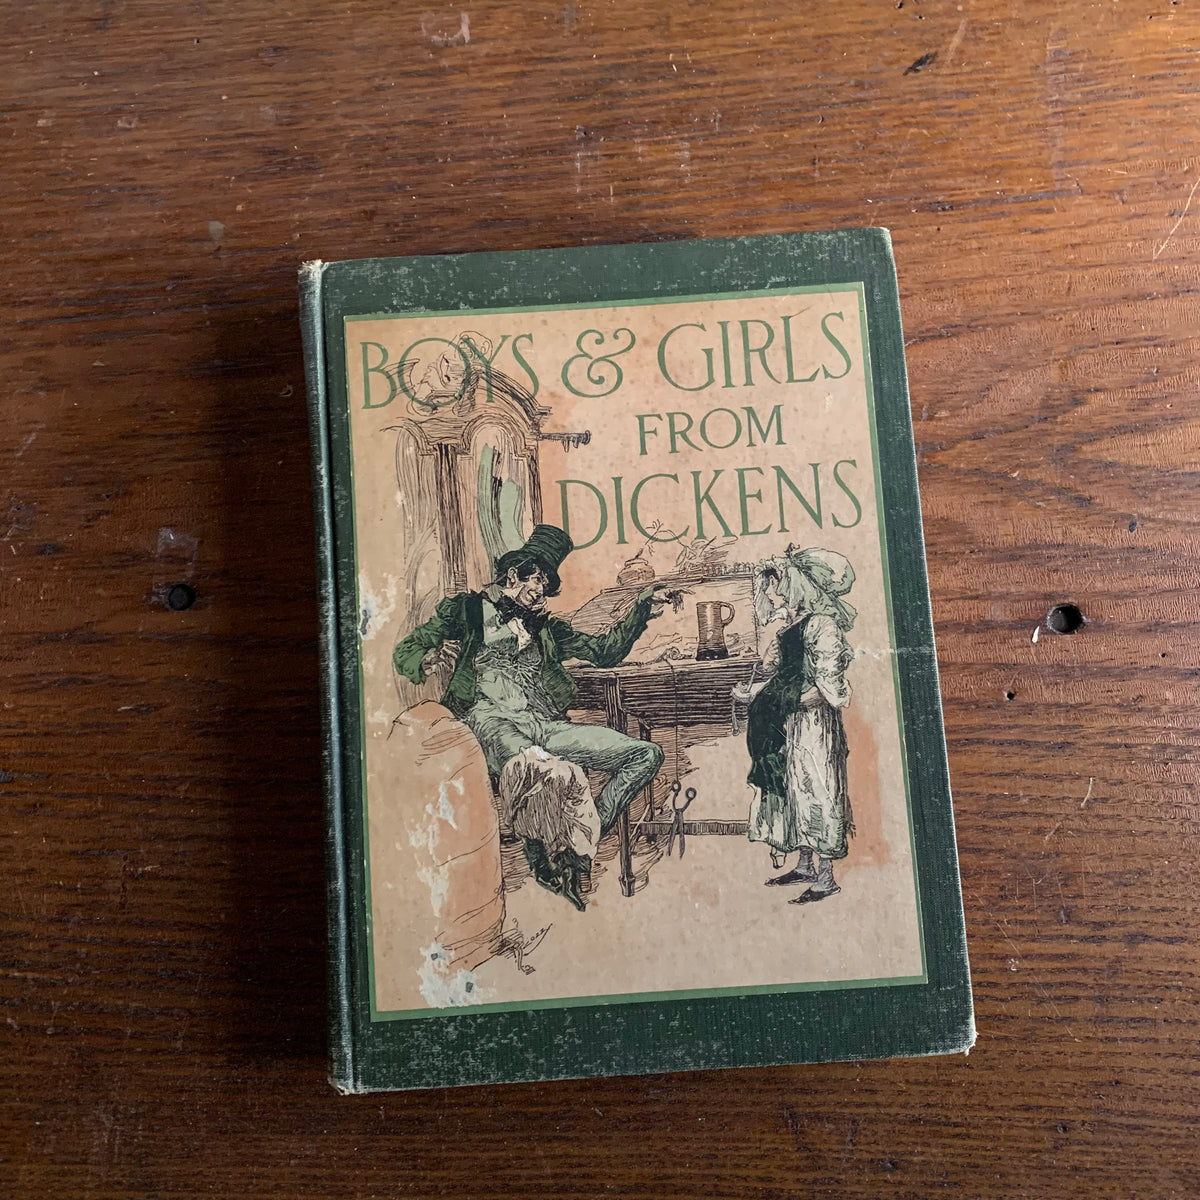 BOYS & GIRLS
FROM
DICKENS